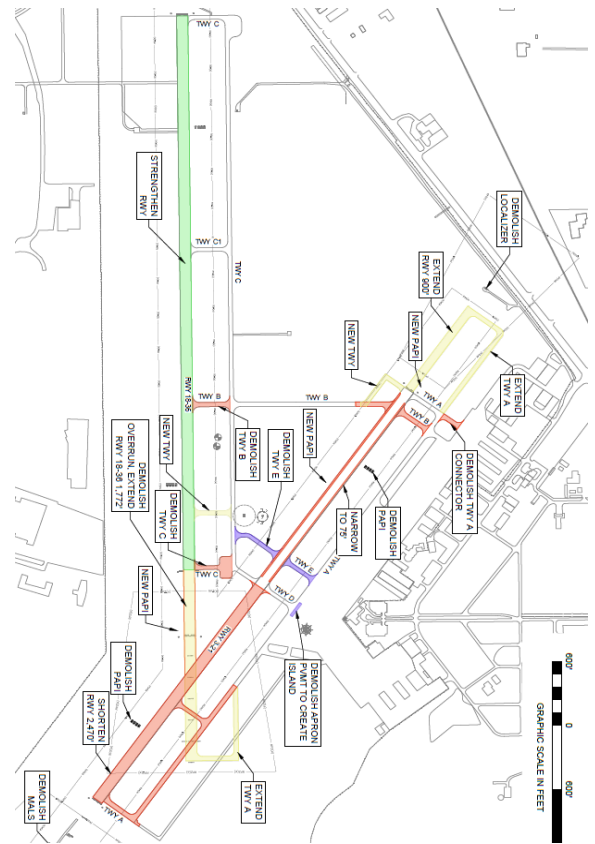 TWY C
STRENGTHEN
RWY
TWY C1
TWY C
RWY 18-36
TWY B
TWY B
DEMOLISH
LOCALIZER
EXTEND
RWY 900'
NEW PAPI
NEW TWY
EXTEND
TWY A
TWY A
TWY B
DEMOLISH TWY A
CONNECTOR
NEW PAPI
DEMOLISH
PAPI
NARROW
TO 75'
DEMOLISH
TWY B
DEMOLISH
TWY E
NEW TWY
DEMOLISH
TWY C
DEMOLISH
OVERRUN, EXTEND
RWY 18-36 1,772'
TWY A
TWY E
TWY D
TWY C
NEW PAPI
RWY 3-21
DEMOLISH APRON
PVMT TO CREATE
ISLAND
DEMOLISH
PAPI
SHORTEN
RWY 2,470'
EXTEND
TWY A
TWY A
DEMOLISH
MALS
600'
0
600'
GRAPHIC SCALE IN FEET